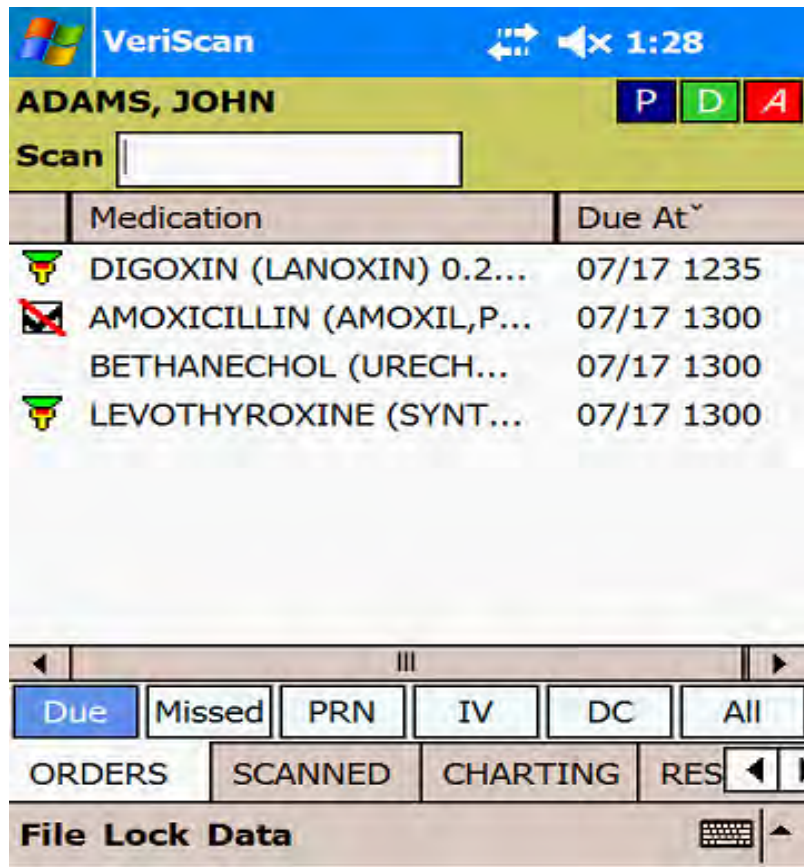 VeriScan 1:28
ADAMS, JOHN P D A
Scan
Medication Due Atˇ
DIGOXIN (LANOXIN) 0.2... 07/17 1235
AMOXICILLIN (AMOXIL,P... 07/17 1300
BETHANECHOL (URECH... 07/17 1300
LEVOTHYROXINE (SYNT... 07/17 1300
Due Missed PRN IV DC All
ORDERS SCANNED CHARTING RES
File Lock Data